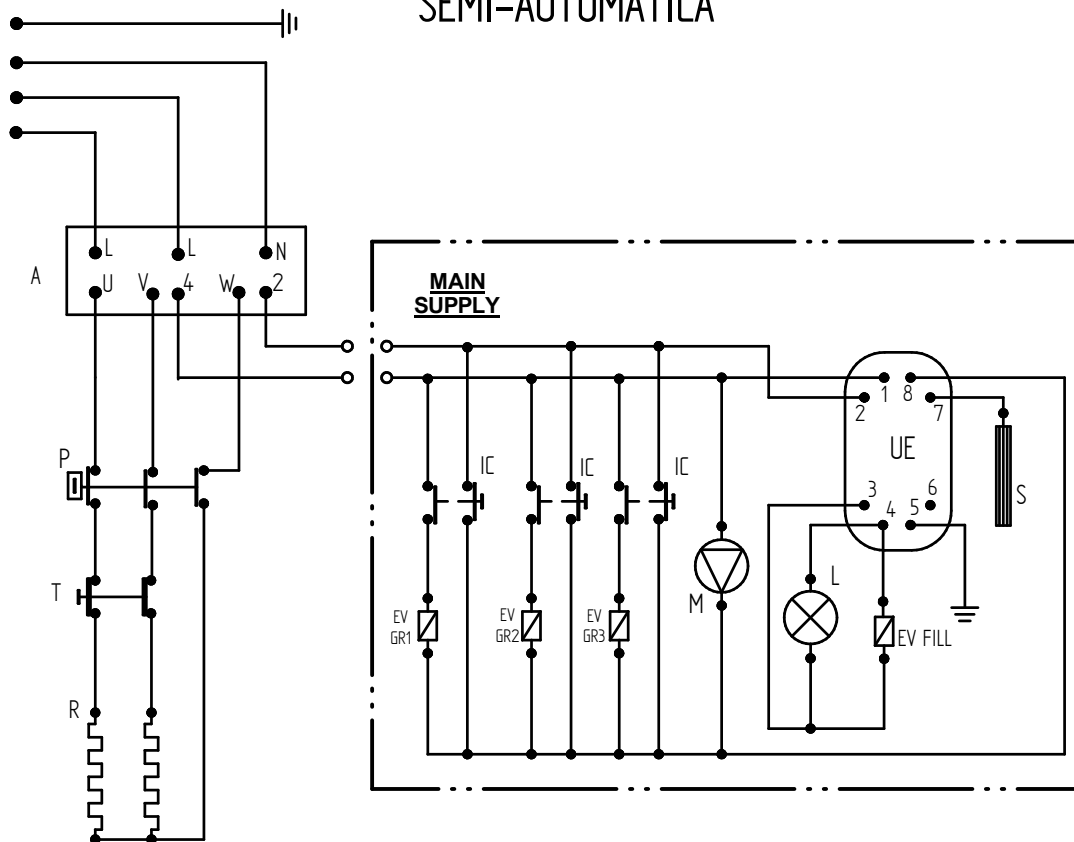 SEMI-AUTOMATICA
L L N
A
U V 4 W 2
MAIN
SUPPLY
1 8
2 7
UE
P
IC IC IC
3 6
S
4 5
T
L
M
EV
GR1
EV
GR2
EV
GR3
EV FILL
R